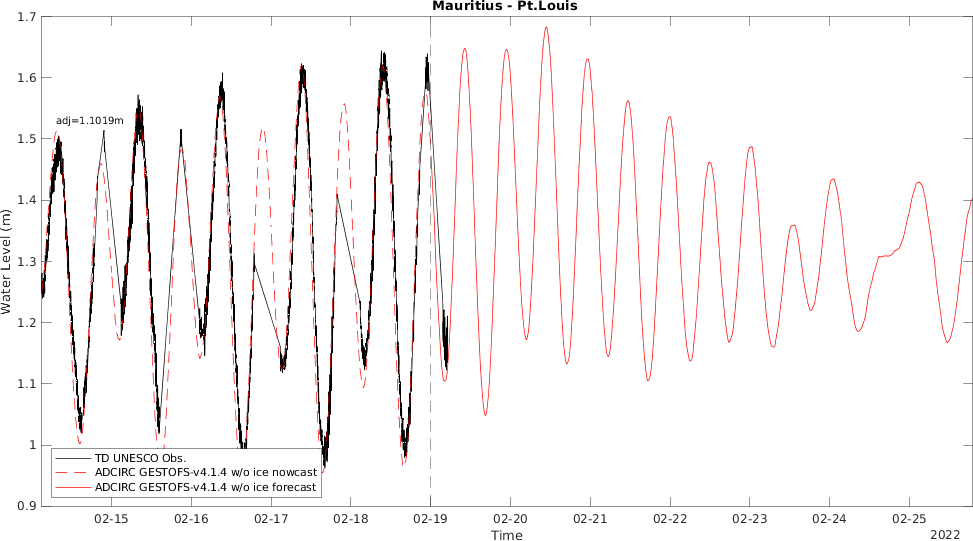 Mauritius - Pt.Louis
1.7
1.6
1.5
1.4
1.3
1.2
1.1
1
0.9
Water Level (m)
adj=1.1019m
TD UNESCO Obs.
ADCIRC GESTOFS-v4.1.4 w/o ice nowcast
ADCIRC GESTOFS-v4.1.4 w/o ice forecast
02-15 02-16 02-17 02-18 02-19 02-20 02-21 02-22 02-23 02-24 02-25
Time
2022